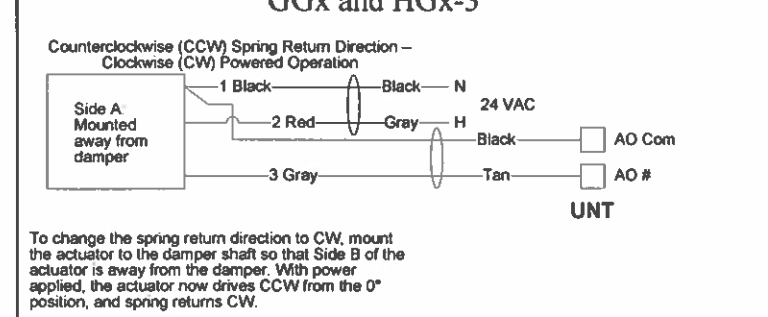 GGx and HGx-3
Counterclockwise (CCW) Spring Return Direction –
Clockwise (CW) Powered Operation
1 Black Black N
Side A
Mounted
away from
damper
24 VAC
2 Red Gray H
Black AO Com
3 Gray Tan AO #
UNT
To change the spring return direction to CW, mount
the actuator to the damper shaft so that Side B of the
actuator is away from the damper. With power
applied, the actuator now drives CCW from the 0°
position, and spring returns CW.